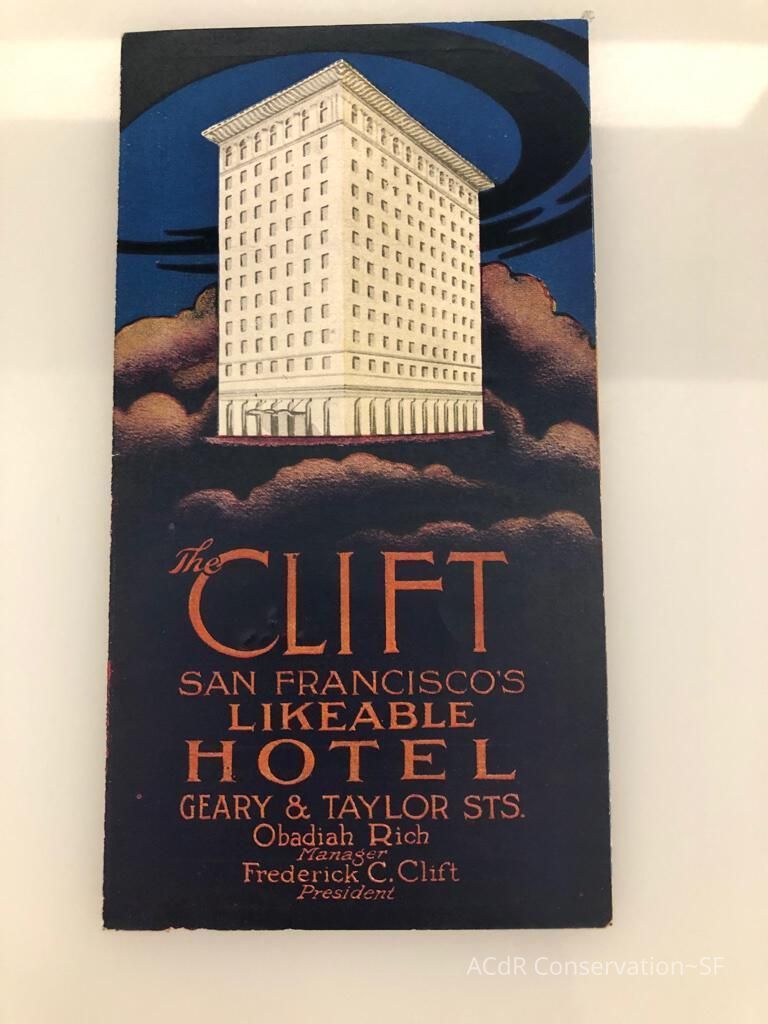 The CLIFT
SAN FRANCISCO'S
LIKEABLE
HOTEL
GEARY & TAYLOR STS.
Obadiah Rich
Manager
Frederick C. Clift
President
ACdR Conservation~SF